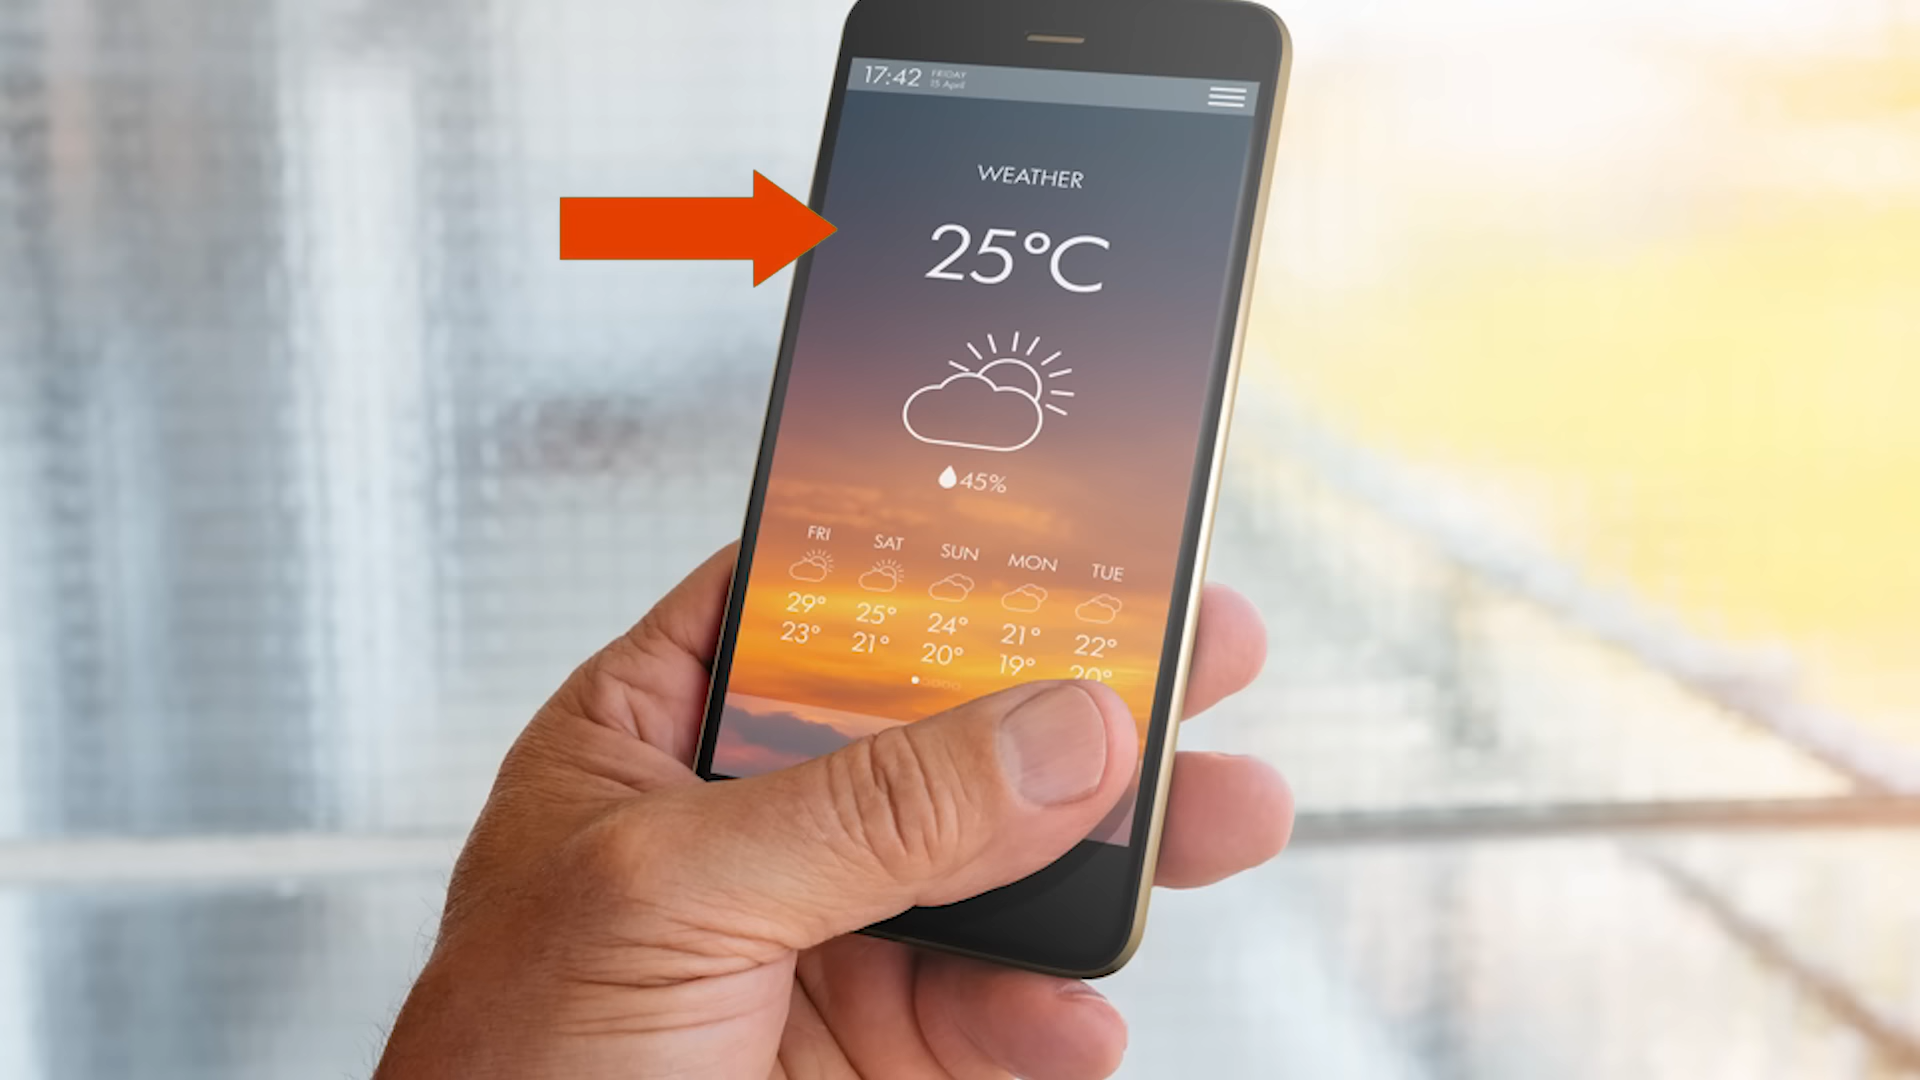 17:42 FRIDAY
15 April
WEATHER
25°C
45%
FRI SAT SUN MON TUE
29° 25° 24° 21° 22°
23° 21° 20° 19° 20°